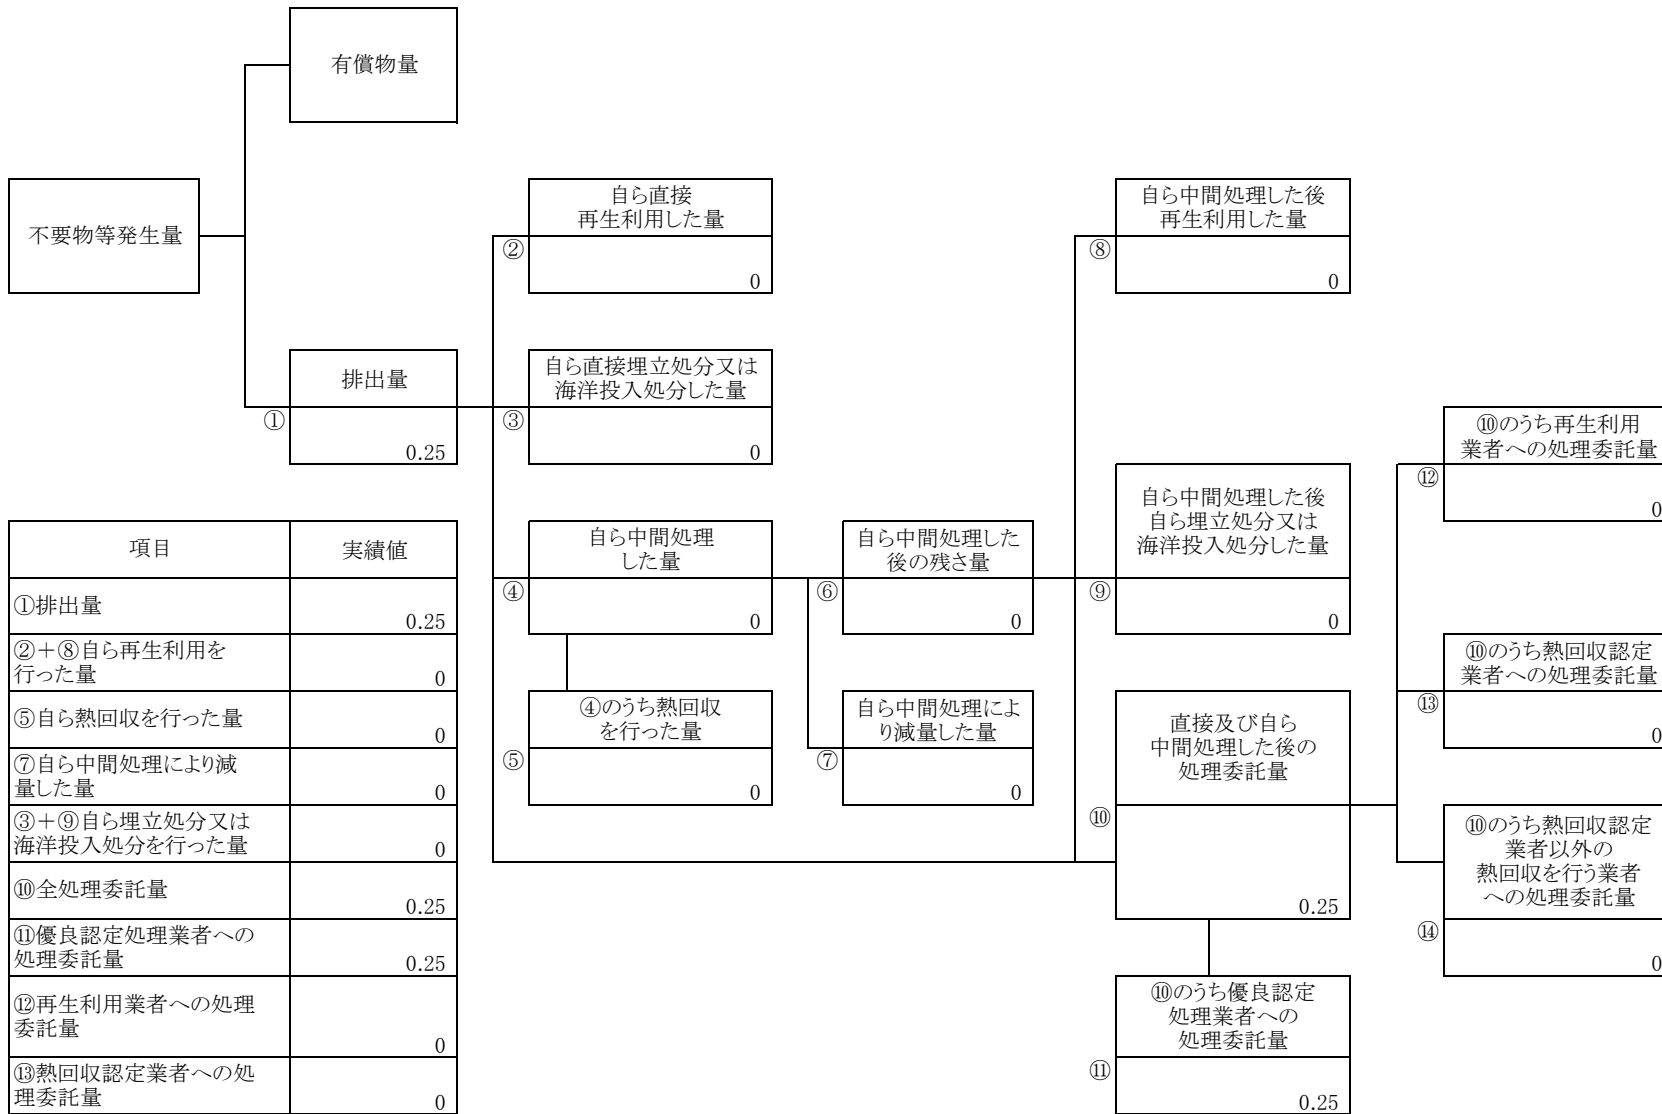 有償物量
不要物等発生量
自ら直接
再生利用した量
②
0
自ら中間処理した後
再生利用した量
⑧
0
排出量
①
0.25
自ら直接埋立処分又は
海洋投入処分した量
③
0
⑩のうち再生利用
業者への処理委託量
⑫
0
自ら中間処理した後
自ら埋立処分又は
海洋投入処分した量
⑨
0
自ら中間処理
した量
④
0
自ら中間処理した
後の残さ量
⑥
0
④のうち熱回収
を行った量
⑤
0
自ら中間処理によ
り減量した量
⑦
0
直接及び自ら
中間処理した後の
処理委託量
⑩
0.25
⑩のうち熱回収認定
業者への処理委託量
⑬
0
⑩のうち熱回収認定
業者以外の
熱回収を行う業者
への処理委託量
⑭
0
⑩のうち優良認定
処理業者への
処理委託量
⑪
0.25
項目 実績値
①排出量 0.25
②＋⑧自ら再生利用を
行った量 0
⑤自ら熱回収を行った量 0
⑦自ら中間処理により減
量した量 0
③＋⑨自ら埋立処分又は
海洋投入処分を行った量 0
⑩全処理委託量 0.25
⑪優良認定処理業者への
処理委託量 0.25
⑫再生利用業者への処理
委託量 0
⑬熱回収認定業者への処
理委託量 0